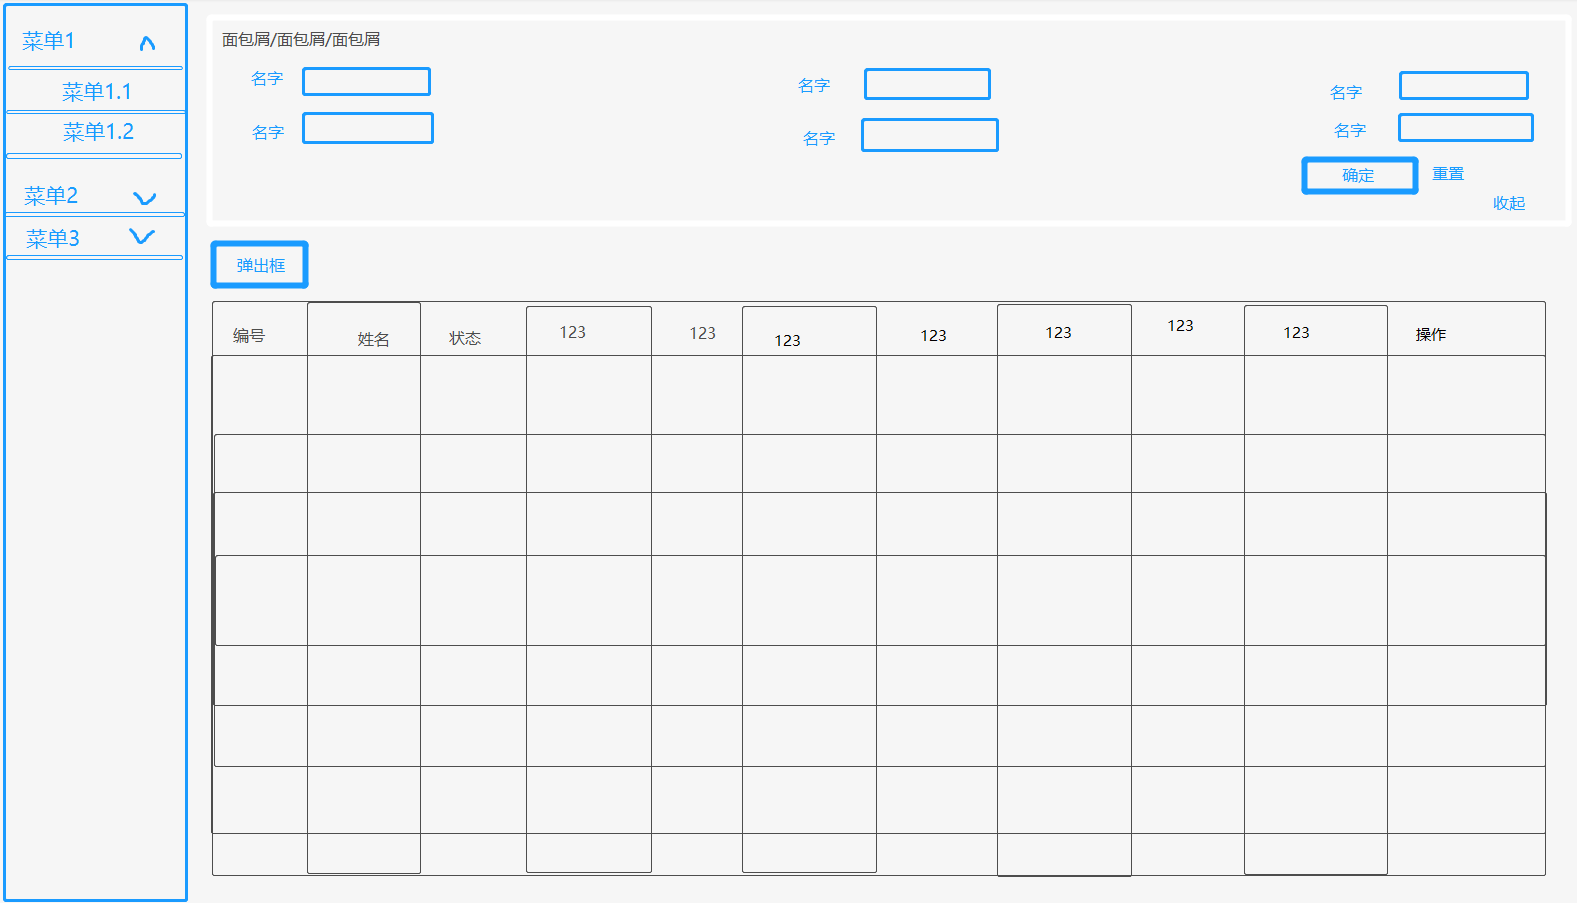 菜单1
菜单1.1
菜单1.2
菜单2
菜单3
面包屑/面包屑/面包屑
名字 名字 名字
名字 名字 名字
确定 重置
收起
弹出框
编号 姓名 状态 123 123 123 123 123 123 123 操作